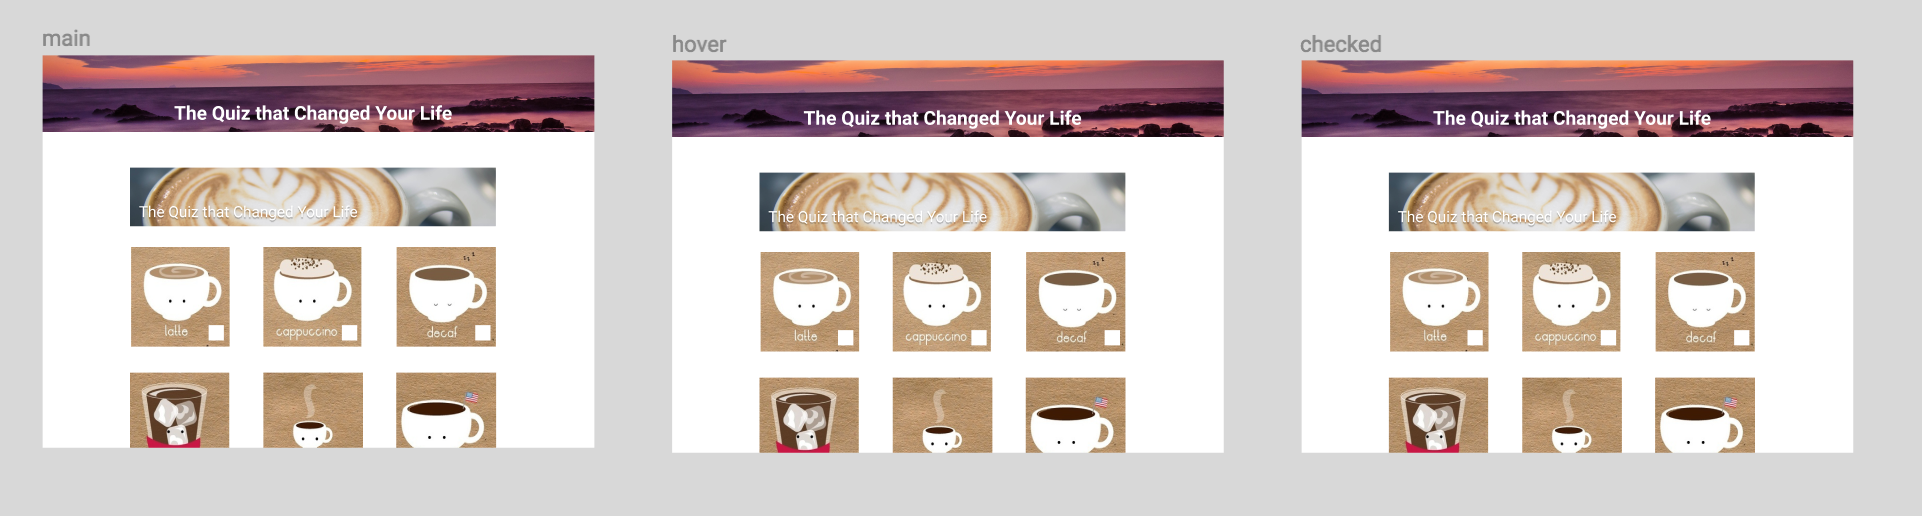 main
The Quiz that Changed Your Life
The Quiz that Changed Your Life
latte
cappuccino
decaf
z z z
hover
The Quiz that Changed Your Life
The Quiz that Changed Your Life
latte
cappuccino
decaf
z z z
checked
The Quiz that Changed Your Life
The Quiz that Changed Your Life
latte
cappuccino
decaf
z z z